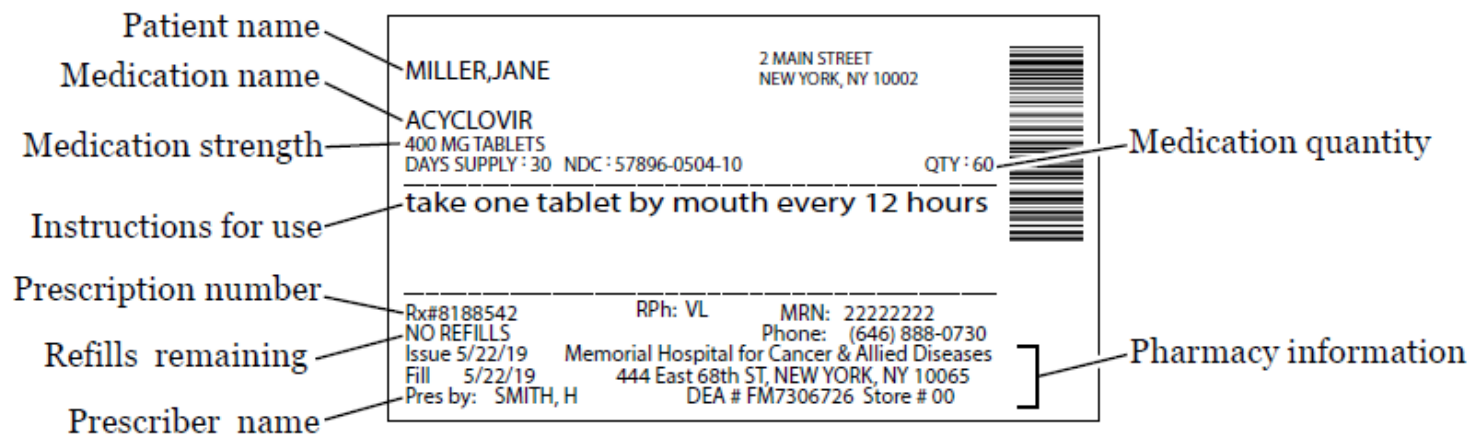 Patient name
Medication name
Medication strength
Instructions for use
Prescription number
Refills remaining
Prescriber name
MILLER,JANE
2 MAIN STREET
NEW YORK, NY 10002
ACYCLOVIR
400 MG TABLETS
DAYS SUPPLY : 30 NDC : 57896-0504-10 QTY : 60
take one tablet by mouth every 12 hours
Rx#8188542 RPh: VL MRN: 22222222
NO REFILLS Phone: (646) 888-0730
Issue 5/22/19 Memorial Hospital for Cancer & Allied Diseases
Fill 5/22/19 444 East 68th ST, NEW YORK, NY 10065
Pres by: SMITH, H DEA # FM7306726 Store # 00
Medication quantity
Pharmacy information